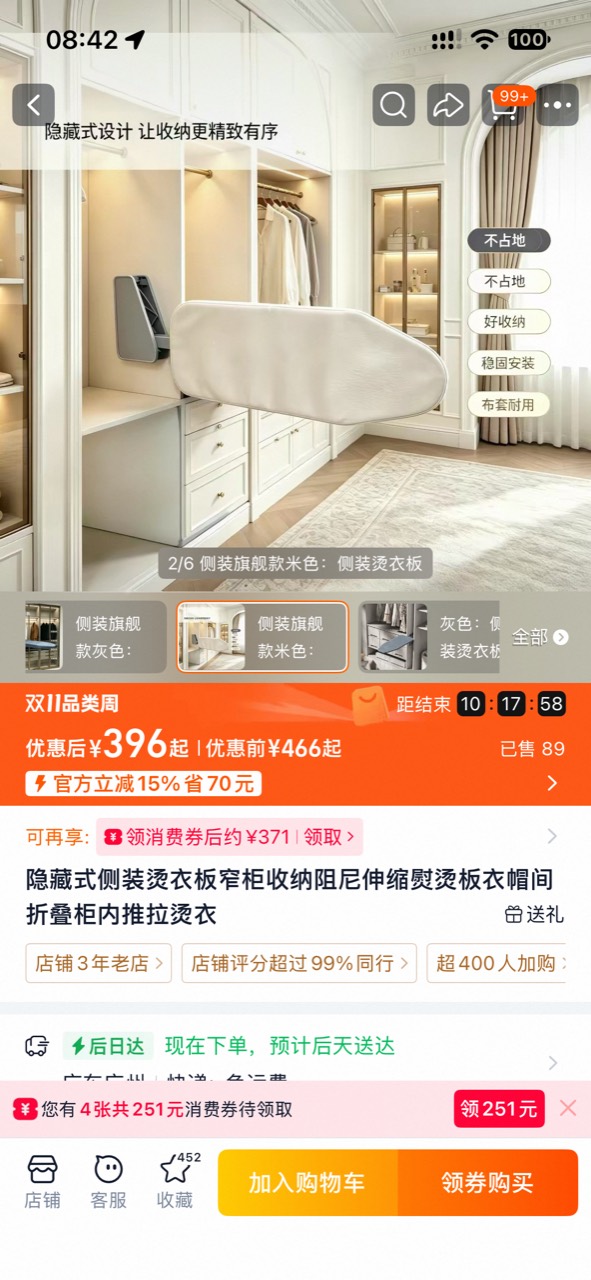 08:42
100
99+
隐藏式设计 让收纳更精致有序
不占地
不占地
好收纳
稳固安装
布套耐用
2/6 侧装旗舰款米色：侧装烫衣板
侧装旗舰
款灰色：
侧装旗舰
款米色：
灰色：侧
装烫衣板
全部
双11品类周
距结束 10:17:58
优惠后¥396起 | 优惠前¥466起
已售 89
官方立减15%省70元
可再享: 领消费券后约¥371 | 领取
隐藏式侧装烫衣板窄柜收纳阻尼伸缩熨烫板衣帽间
折叠柜内推拉烫衣
送礼
店铺3年老店
店铺评分超过99%同行
超400人加购
后日达 现在下单，预计后天送达
广东广州 | 快递：免运费
¥ 您有4张共251元消费券待领取
领251元
店铺
客服
452
收藏
加入购物车
领券购买